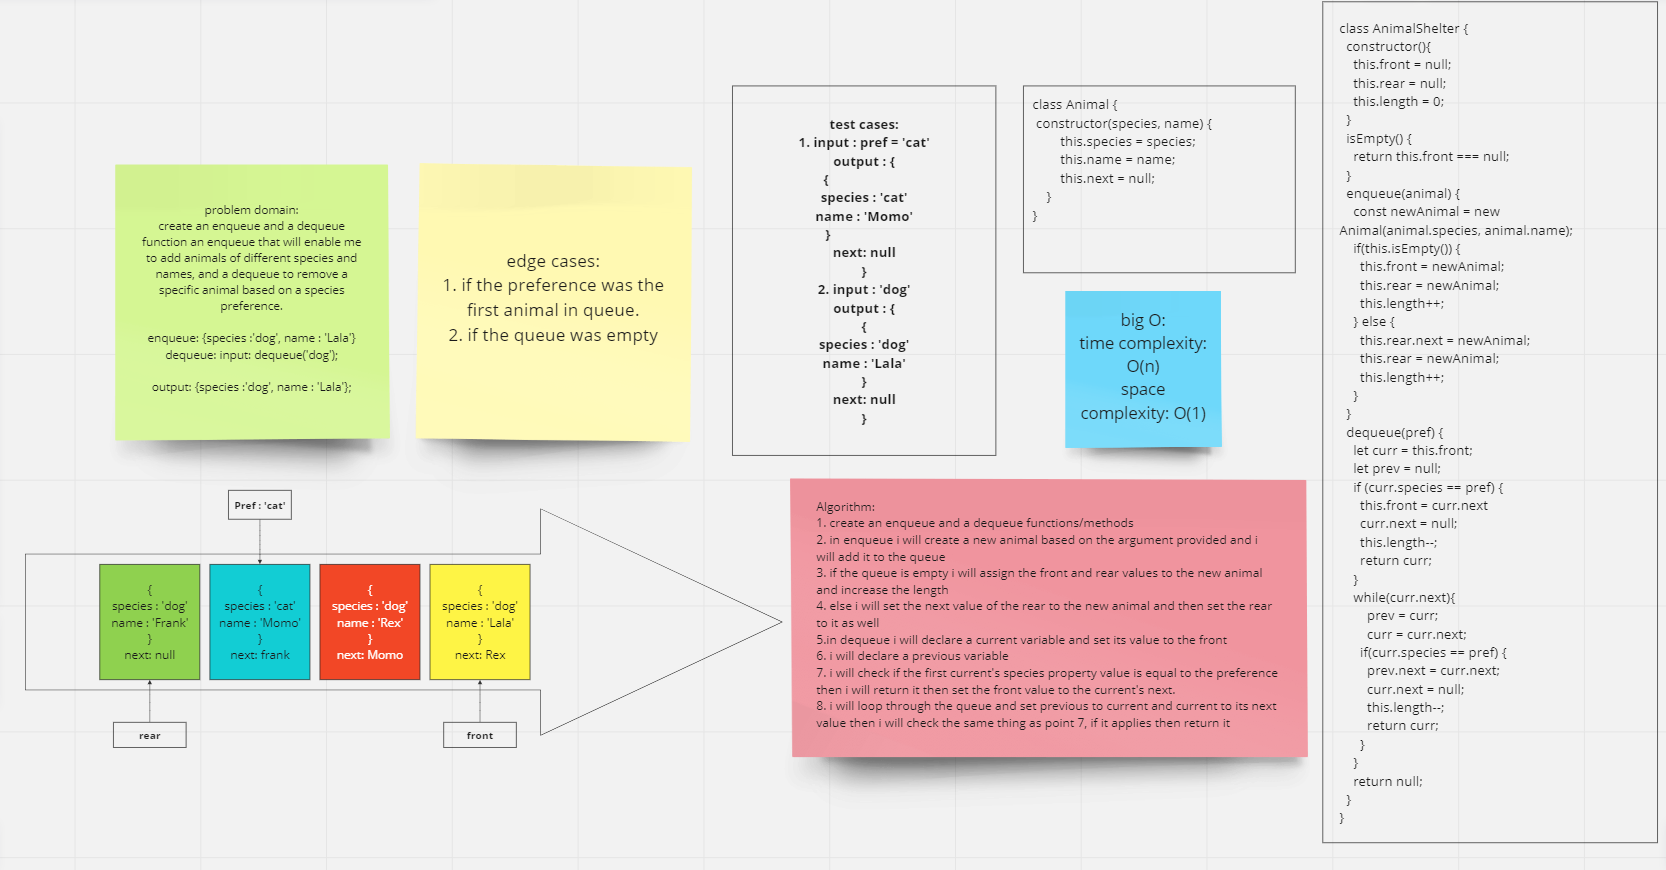 problem domain:
create an enqueue and a dequeue
function an enqueue that will enable me
to add animals of different species and
names, and a dequeue to remove a
specific animal based on a species
preference.
enqueue: {species :'dog', name : 'Lala'}
dequeue: input: dequeue('dog');
output: {species :'dog', name : 'Lala'};
edge cases:
1. if the preference was the
first animal in queue.
2. if the queue was empty
test cases:
1. input : pref = 'cat'
output : {
{
species : 'cat'
name : 'Momo'
}
next: null
}
2. input : 'dog'
output : {
{
species : 'dog'
name : 'Lala'
}
next: null
}
class Animal {
constructor(species, name) {
this.species = species;
this.name = name;
this.next = null;
}
}
big O:
time complexity:
O(n)
space
complexity: O(1)
Pref : 'cat'
{
species : 'dog'
name : 'Frank'
}
next: null
{
species : 'cat'
name : 'Momo'
}
next: frank
{
species : 'dog'
name : 'Rex'
}
next: Momo
{
species : 'dog'
name : 'Lala'
}
next: Rex
rear
front
Algorithm:
1. create an enqueue and a dequeue functions/methods
2. in enqueue i will create a new animal based on the argument provided and i
will add it to the queue
3. if the queue is empty i will assign the front and rear values to the new animal
and increase the length
4. else i will set the next value of the rear to the new animal and then set the rear
to it as well
5.in dequeue i will declare a current variable and set its value to the front
6. i will declare a previous variable
7. i will check if the first current's species property value is equal to the preference
then i will return it then set the front value to the current's next.
8. i will loop through the queue and set previous to current and current to its next
value then i will check the same thing as point 7, if it applies then return it
class AnimalShelter {
constructor(){
this.front = null;
this.rear = null;
this.length = 0;
}
isEmpty() {
return this.front === null;
}
enqueue(animal) {
const newAnimal = new
Animal(animal.species, animal.name);
if(this.isEmpty()) {
this.front = newAnimal;
this.rear = newAnimal;
this.length++;
} else {
this.rear.next = newAnimal;
this.rear = newAnimal;
this.length++;
}
}
dequeue(pref) {
let curr = this.front;
let prev = null;
if (curr.species == pref) {
this.front = curr.next
curr.next = null;
this.length--;
return curr;
}
while(curr.next){
prev = curr;
curr = curr.next;
if(curr.species == pref) {
prev.next = curr.next;
curr.next = null;
this.length--;
return curr;
}
}
return null;
}
}